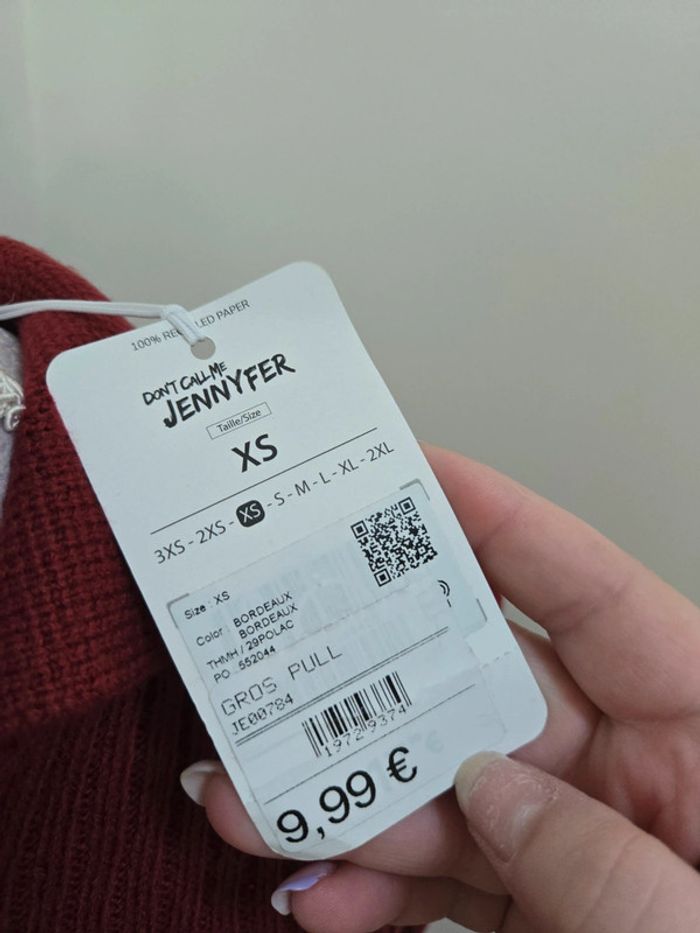 100% RE LED PAPER
DON'T CALL ME
JENNYFER
Taille/Size
XS
3XS - 2XS - XS - S - M - L - XL - 2XL
Size : XS
Color : BORDEAUX
BORDEAUX
THMH / 29POLAC
PO : 552044
GROS PULL
JE00784
19729374
9,99 €